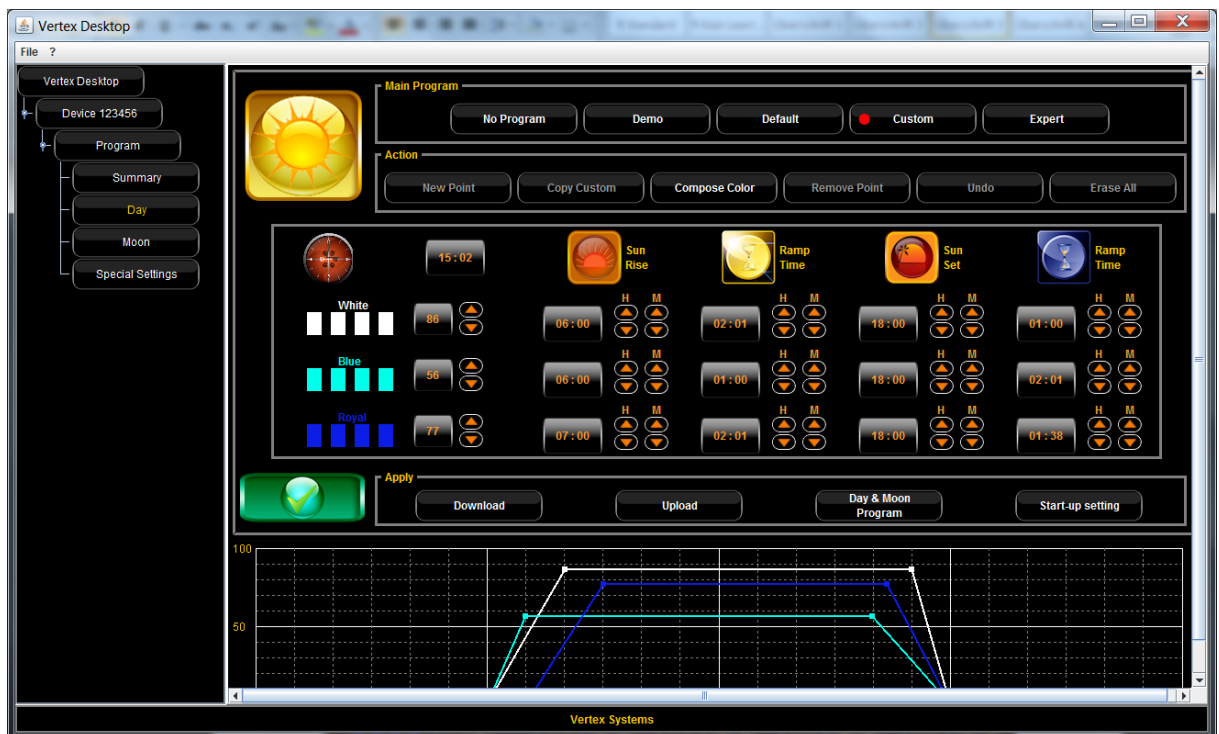 Vertex Desktop
File ?
Vertex Desktop
Device 123456
Program
Summary
Day
Moon
Special Settings
Main Program
No Program Demo Default Custom Expert
Action
New Point Copy Custom Compose Color Remove Point Undo Erase All
15:02
Sun
Rise
Ramp
Time
Sun
Set
Ramp
Time
H M H M H M H M
White
86 06:00 02:01 18:00 01:00
H M H M H M H M
Blue
56 06:00 01:00 18:00 02:01
H M H M H M H M
Royal
77 07:00 02:01 18:00 01:38
Apply
Download Upload Day & Moon
Program Start-up setting
100
50
Vertex Systems